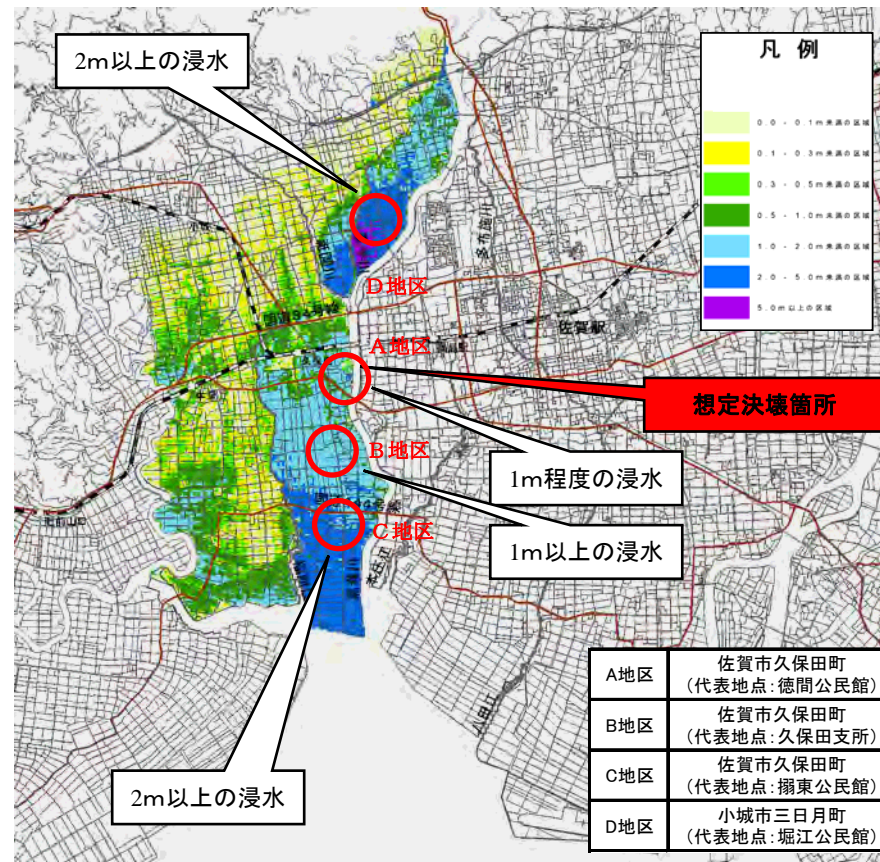 2m以上の浸水
凡 例
0.0 - 0.1m未満の区域
0.1 - 0.3m未満の区域
0.3 - 0.5m未満の区域
0.5 - 1.0m未満の区域
1.0 - 2.0m未満の区域
2.0 - 5.0m未満の区域
5.0m以上の区域
D地区
佐賀駅
A地区
想定決壊箇所
B地区
1m程度の浸水
C地区
1m以上の浸水
本庄江
八田江
2m以上の浸水
A地区
佐賀市久保田町
(代表地点:徳間公民館)
B地区
佐賀市久保田町
(代表地点:久保田支所)
C地区
佐賀市久保田町
(代表地点:搦東公民館)
D地区
小城市三日月町
(代表地点:堀江公民館)